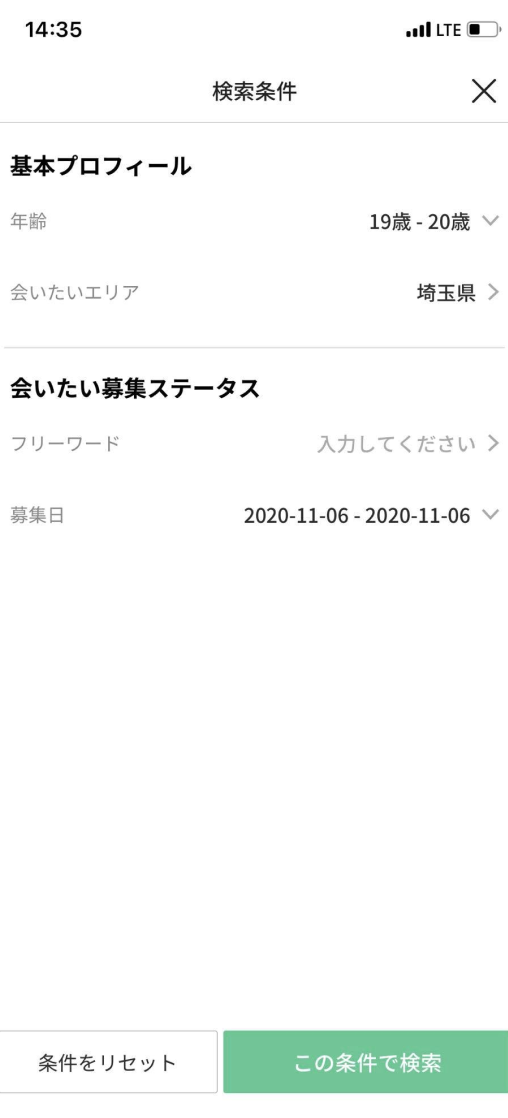 14:35 LTE
検索条件
基本プロフィール
年齢 19歳 - 20歳
会いたいエリア 埼玉県
会いたい募集ステータス
フリーワード 入力してください
募集日 2020-11-06 - 2020-11-06
条件をリセット この条件で検索